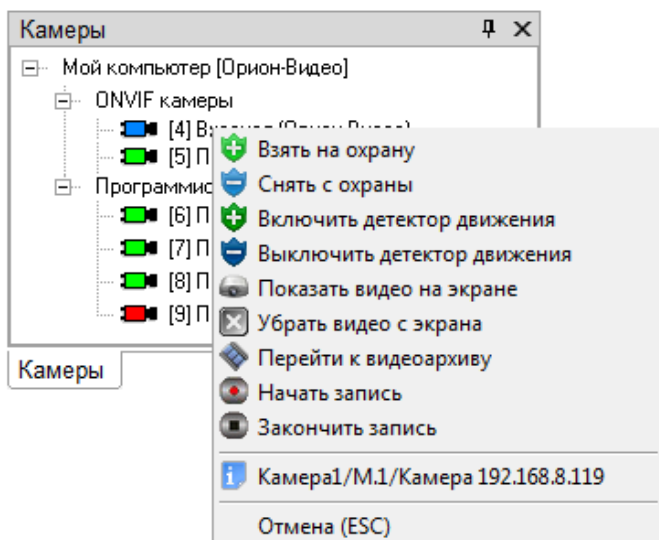 Камеры
Мой компьютер [Орион-Видео]
ONVIF камеры
[4]
[5] П
[6] П
[7] П
[8] П
[9] П
Камеры
Взять на охрану
Снять с охраны
Включить детектор движения
Выключить детектор движения
Показать видео на экране
Убрать видео с экрана
Перейти к видеоархиву
Начать запись
Закончить запись
Камера1/М.1/Камера 192.168.8.119
Отмена (ESC)